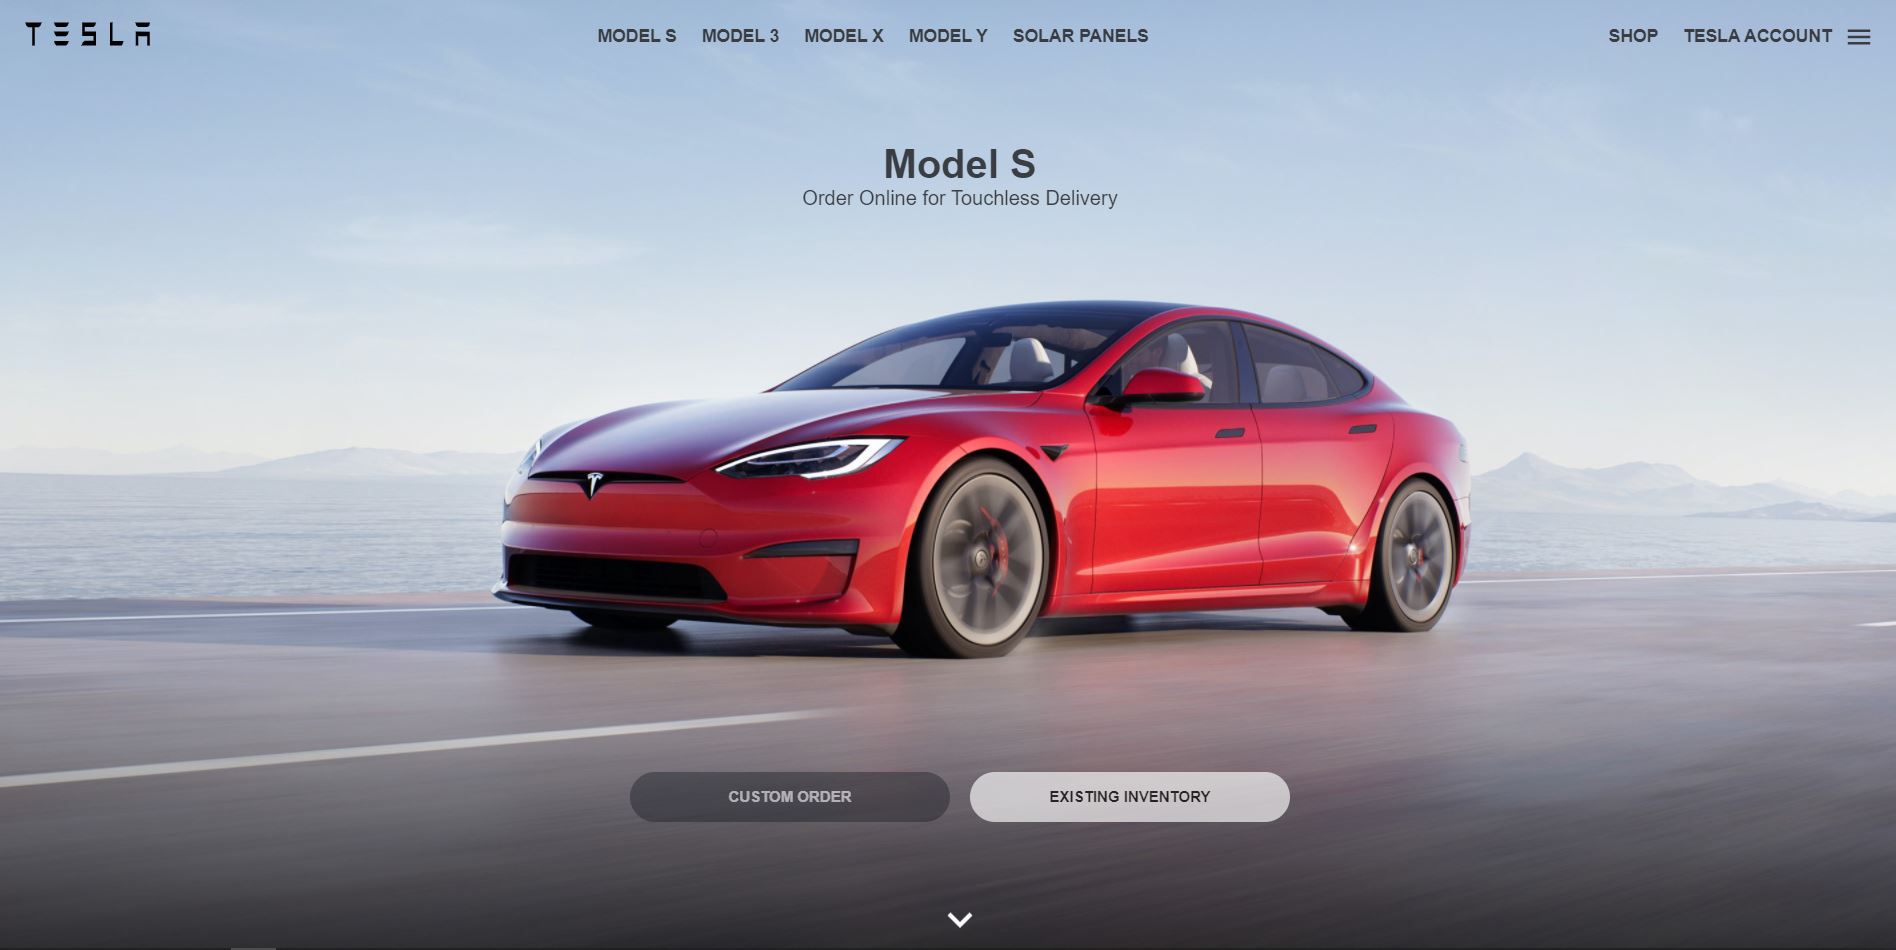 TESLA
MODEL S MODEL 3 MODEL X MODEL Y SOLAR PANELS
SHOP TESLA ACCOUNT
Model S
Order Online for Touchless Delivery
CUSTOM ORDER
EXISTING INVENTORY